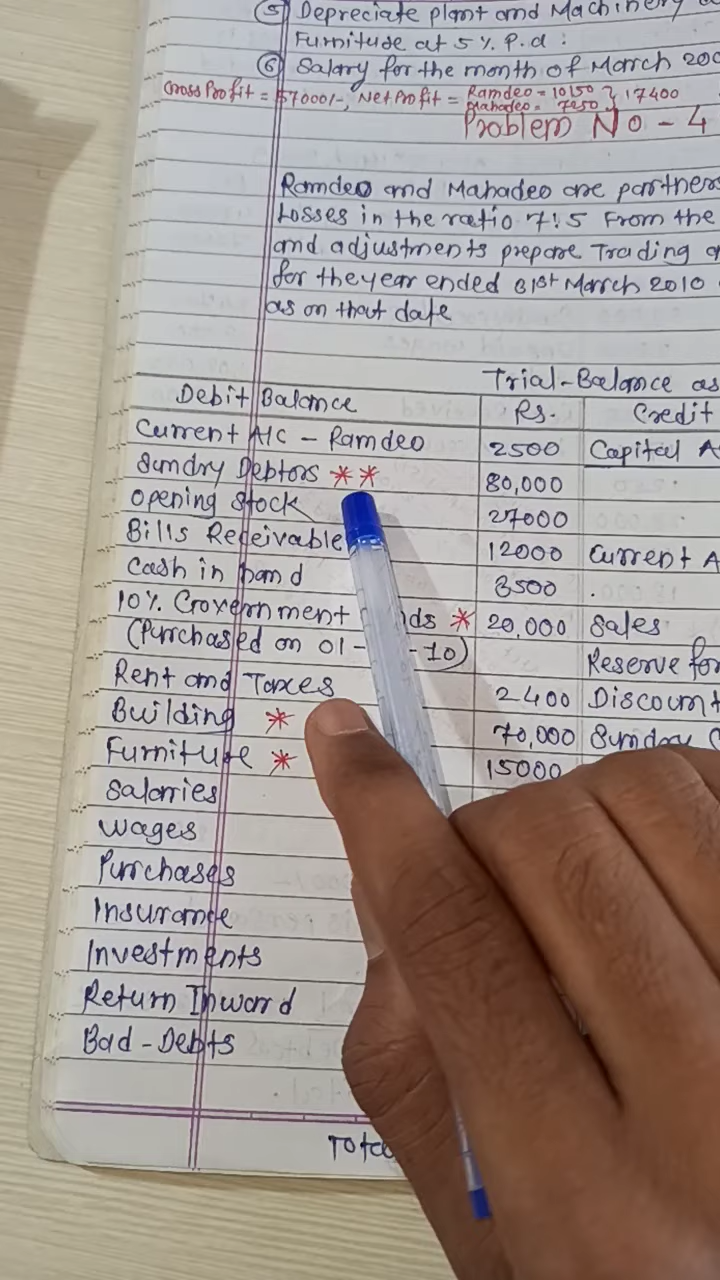 ⑤ Depreciate plant and Machinery
Furniture at 5 % P.a :
⑥ Salary for the month of March 200
Gross Profit = 57000/-, Net Profit = Ramdeo = 10150 } 17400
Mahadeo = 7250
Problem No - 4
Ramdeo and Mahadeo are partners
Losses in the ratio 7:5 From the
and adjustments prepare Trading
for the year ended 31st March 2010
as on that date
Trial-Balance as
Debit Balance Rs. Credit
Current A/C - Ramdeo 2500 Capital A
Sundry Debtors ** 80,000
Opening Stock 27000
Bills Receivable 12000 Current A
Cash in hand 3500 .
10% Government nds * 20,000 Sales
(Purchased on 01- -10) Reserve for
Rent and Taxes 2400 Discount
Building * 70,000 Sundry
Furniture * 15000
Salaries
Wages
Purchases
Insurance
Investments
Return Inward
Bad-Debts
Tota